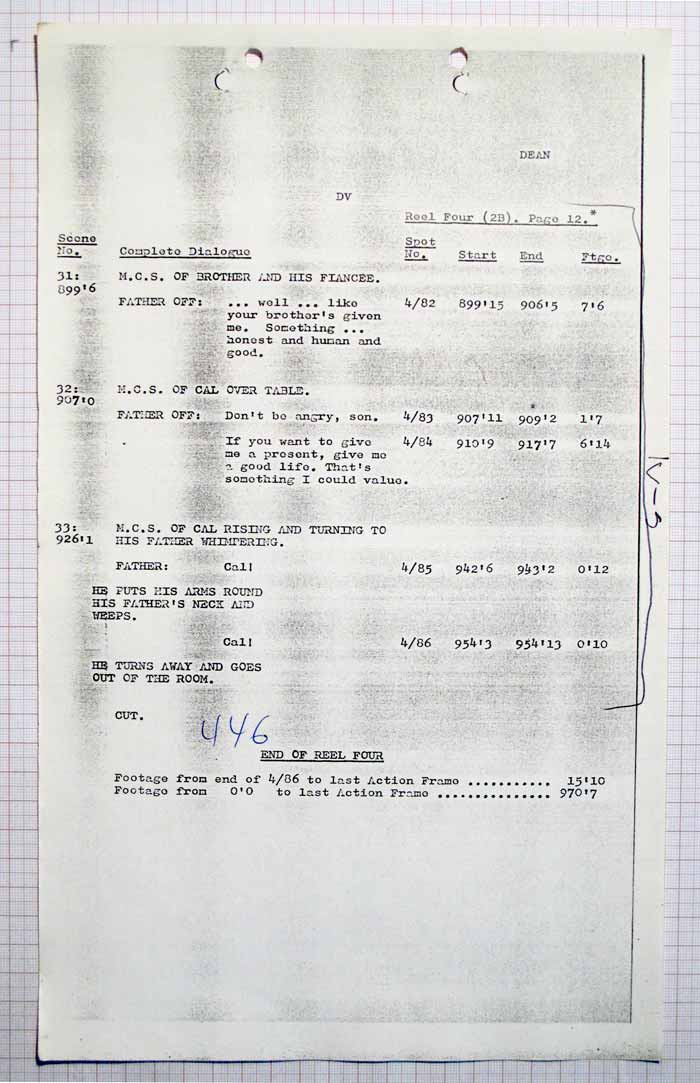 DEAN
DV
Reel Four (2B). Page 12.*
Scene No. Complete Dialogue Spot No. Start End Ftge.
31: M.C.S. OF BROTHER AND HIS FIANCEE.
899'6
FATHER OFF: ... well ... like 4/82 899'15 906'5 7'6
your brother's given
me. Something ...
honest and human and
good.
32: M.C.S. OF CAL OVER TABLE.
907'0
FATHER OFF: Don't be angry, son. 4/83 907'11 909'2 1'7
If you want to give 4/84 910'9 917'7 6'14
me a present, give me
a good life. That's
something I could value.
33: M.C.S. OF CAL RISING AND TURNING TO
926'1 HIS FATHER WHIMPERING.
FATHER: Cal! 4/85 942'6 943'2 0'12
HE PUTS HIS ARMS ROUND
HIS FATHER'S NECK AND
WEEPS.
Cal! 4/86 954'3 954'13 0'10
HE TURNS AWAY AND GOES
OUT OF THE ROOM.
CUT.
446
END OF REEL FOUR
Footage from end of 4/86 to last Action Frame ........... 15'10
Footage from 0'0 to last Action Frame ............... 970'7